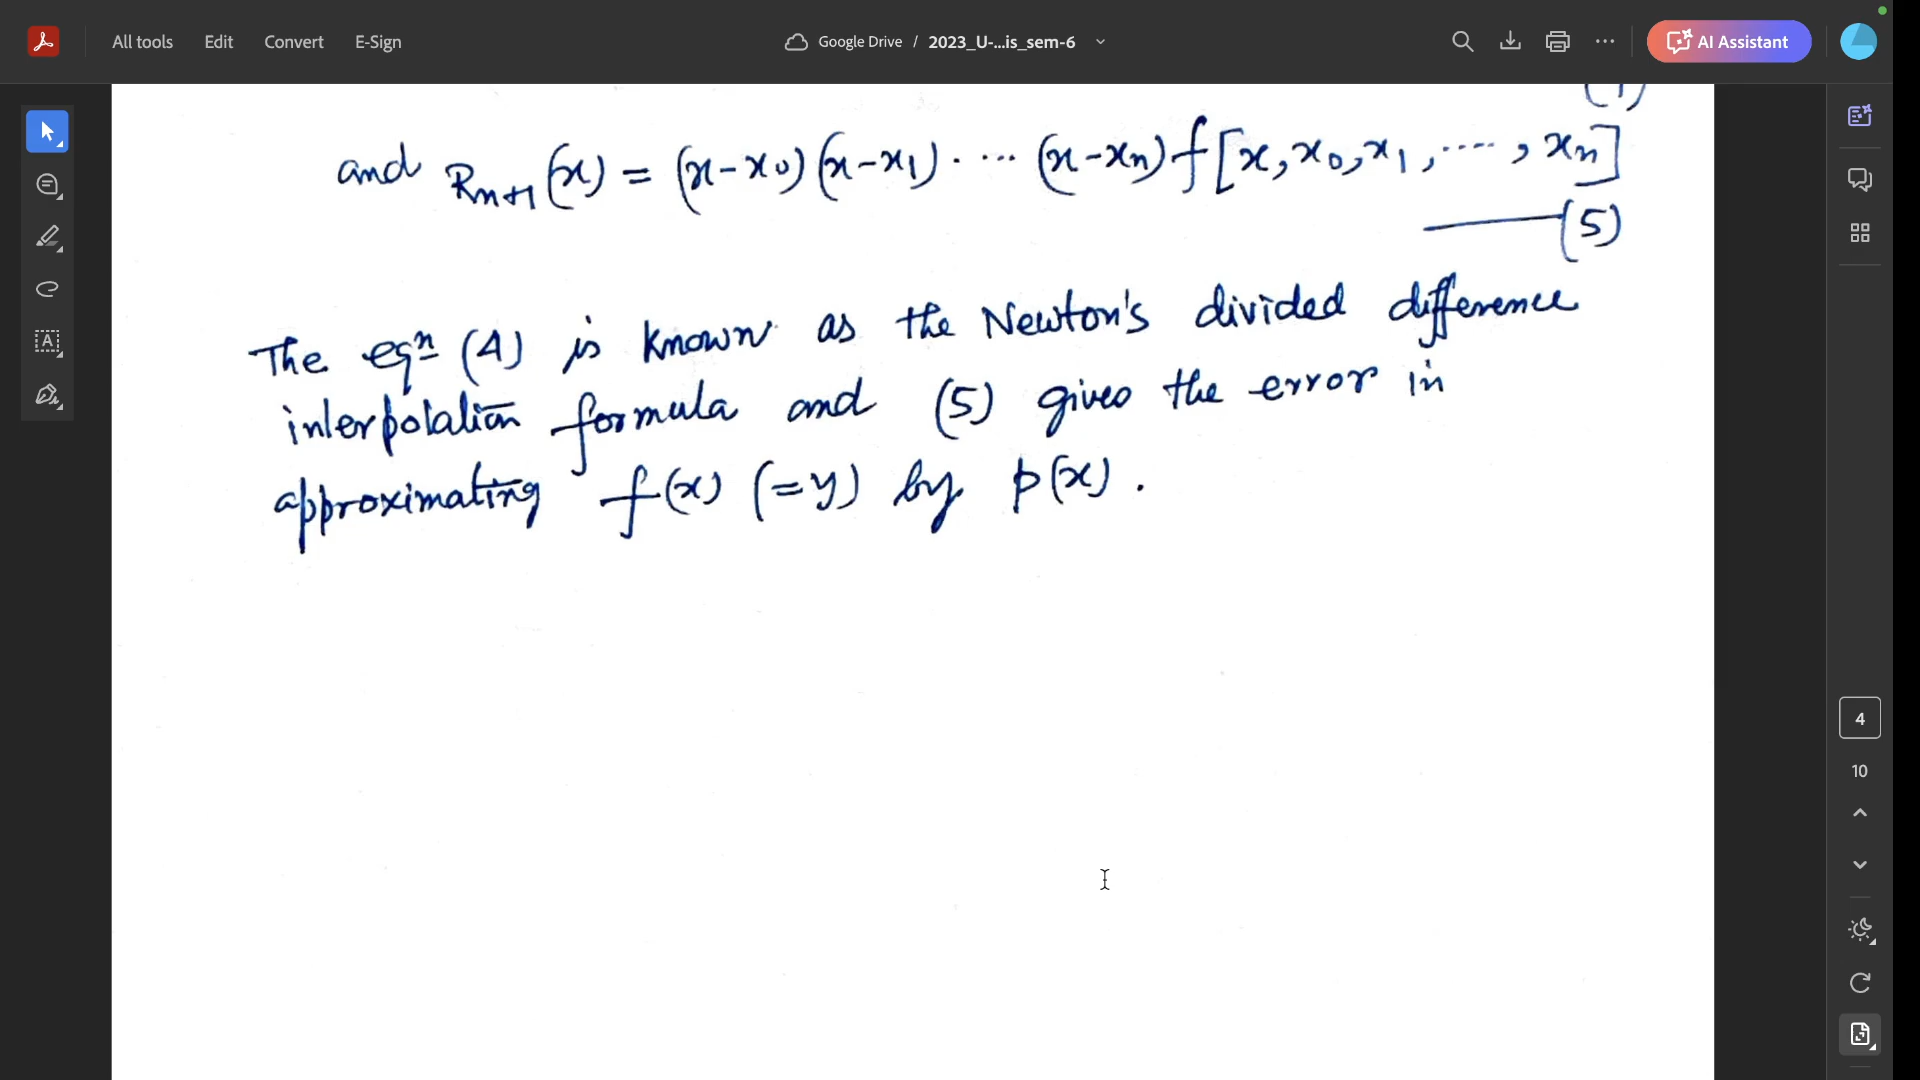 All tools Edit Convert E-Sign Google Drive / 2023_U-...is_sem-6 AI Assistant
and Rn+1(x) = (x-x0)(x-x1)..... (x-xn) f[x, x0, x1, ....., xn]
(5)
The eqn (4) is known as the Newton's divided difference
interpolation formula and (5) gives the error in
approximating f(x) (=y) by p(x).
4
10